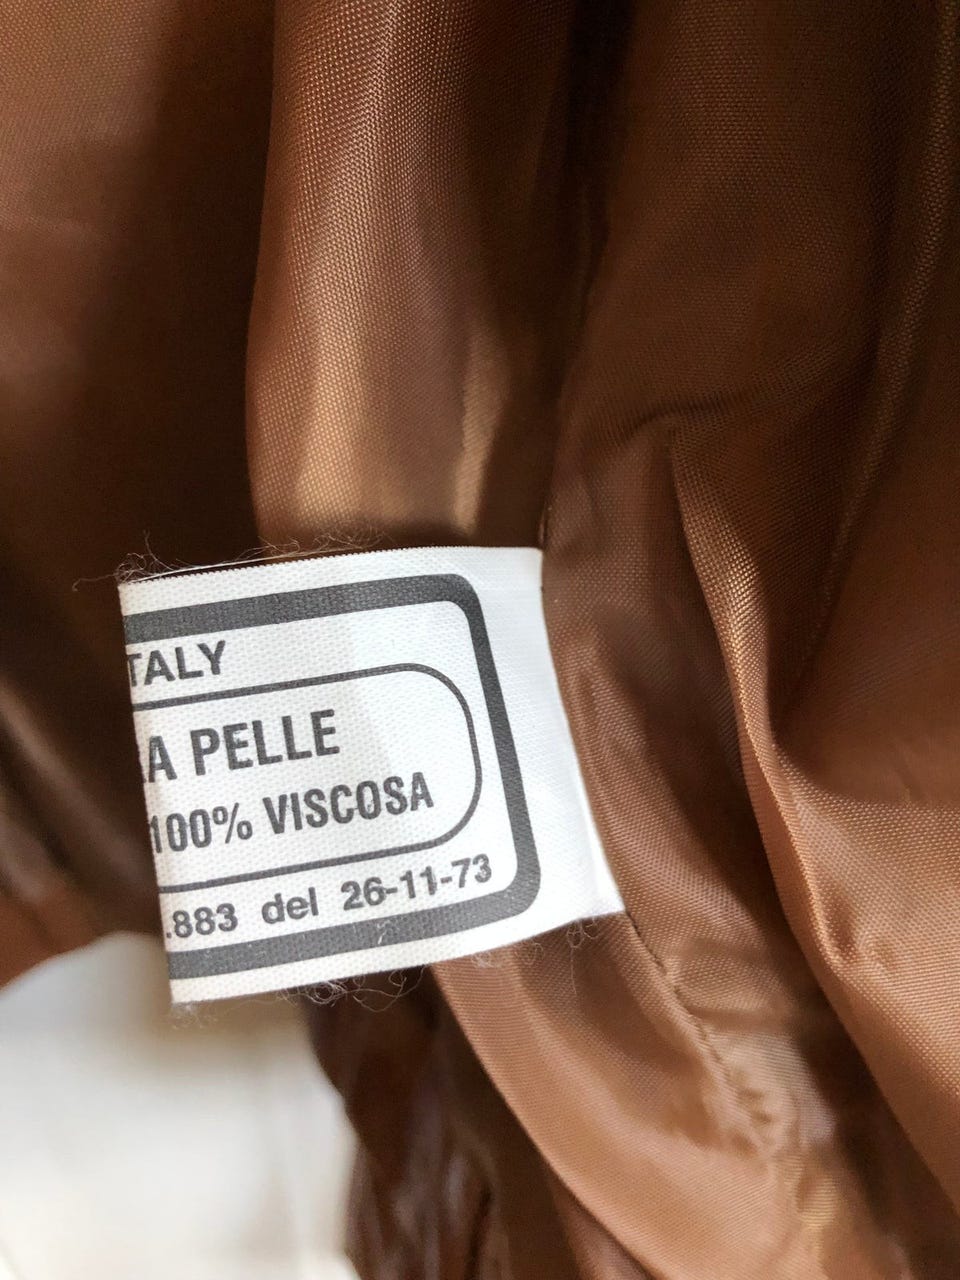 TALY
A PELLE
100% VISCOSA
.883 del 26-11-73